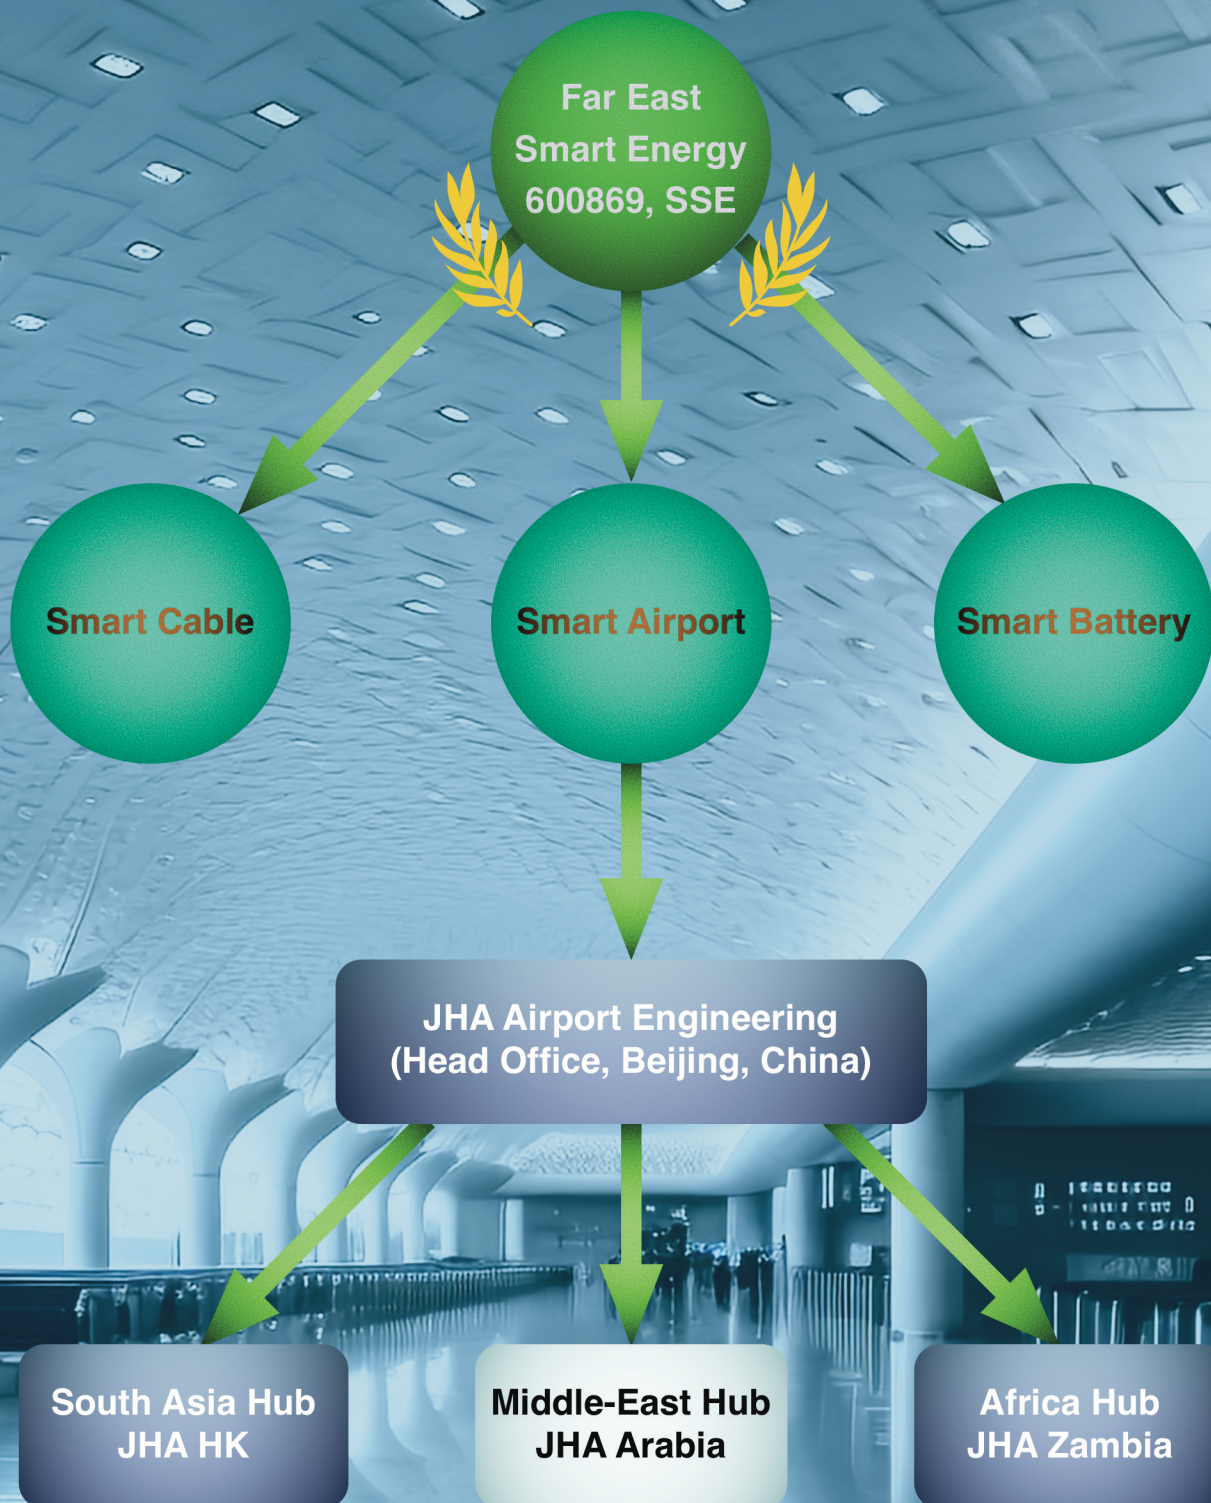 Far East
Smart Energy
600869, SSE
Smart Cable
Smart Airport
Smart Battery
JHA Airport Engineering
(Head Office, Beijing, China)
South Asia Hub
JHA HK
Middle-East Hub
JHA Arabia
Africa Hub
JHA Zambia